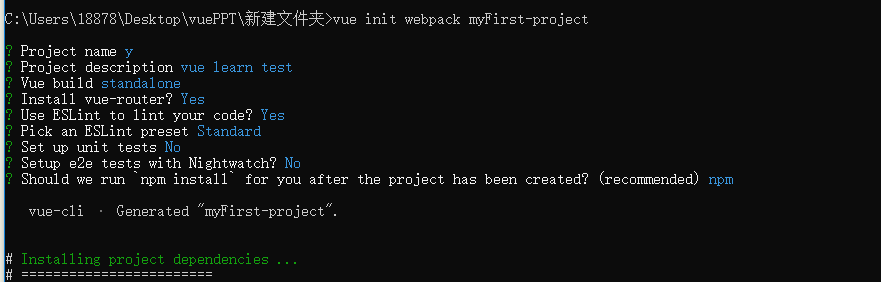 C:\Users\18878\Desktop\vuePPT\新建文件夹>vue init webpack myFirst-project
? Project name y
? Project description vue learn test
? Vue build standalone
? Install vue-router? Yes
? Use ESLint to lint your code? Yes
? Pick an ESLint preset Standard
? Set up unit tests No
? Setup e2e tests with Nightwatch? No
? Should we run `npm install` for you after the project has been created? (recommended) npm
vue-cli · Generated "myFirst-project".
# Installing project dependencies ...
# ========================